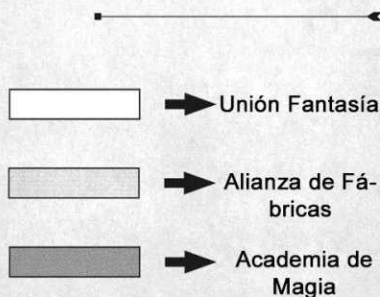 Unión Fantasía
Alianza de Fá-
bricas
Academia de
Magia